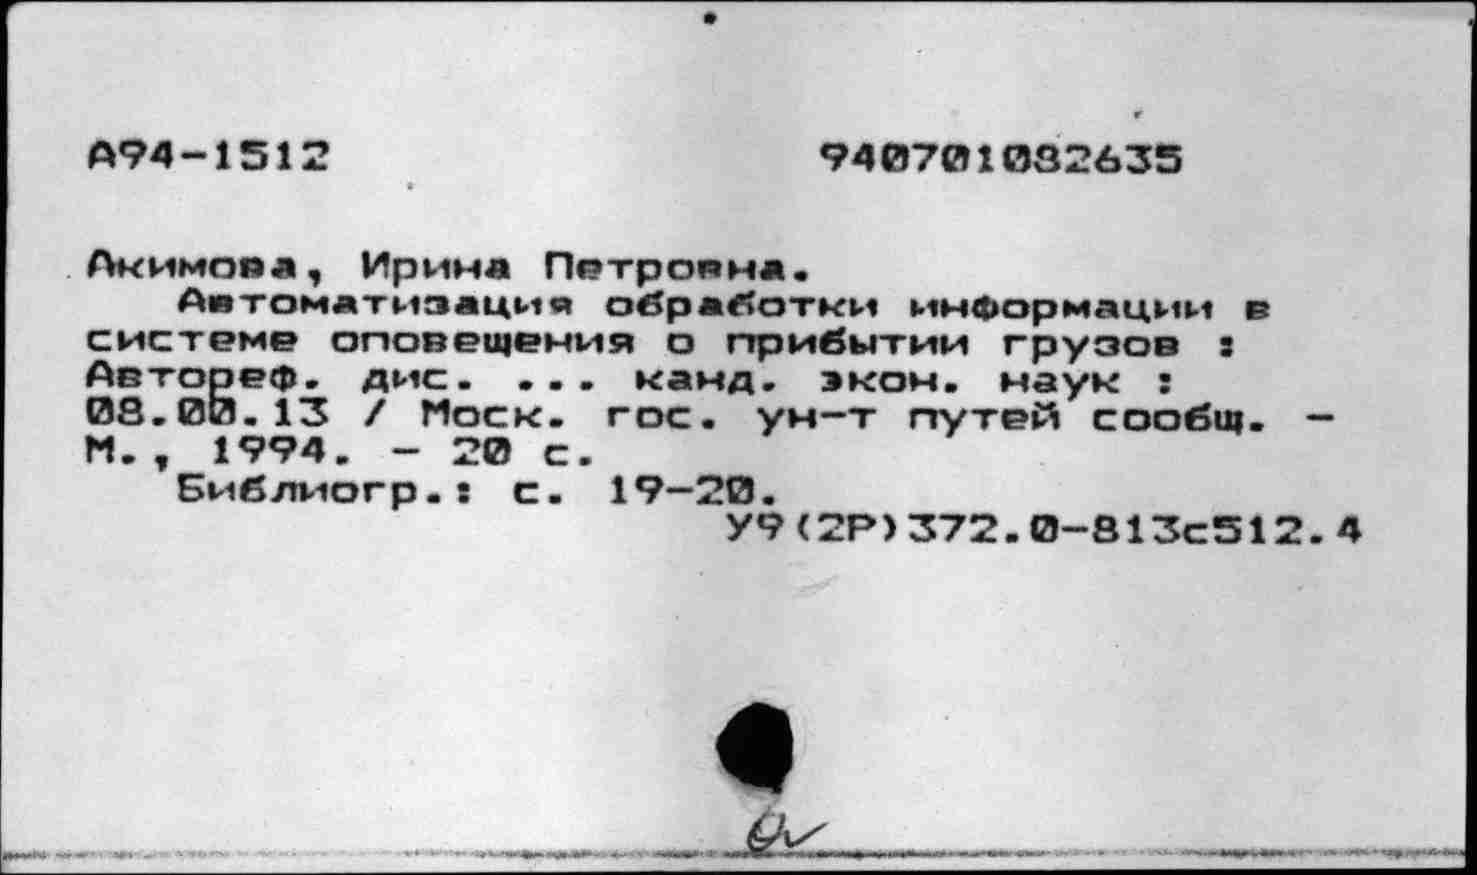 А94-1512 940701082635
Акимова, Ирина Петровна.
Автоматизация обработки информации в
системе оповещения о прибытии грузов :
Автореф. дис. ... канд. экон. наук :
08.00.13 / Моск. гос. ун-т путей сообщ. -
М., 1994. - 20 с.
Библиогр.: с. 19-20.
У9(2Р)372.0-813с512.4